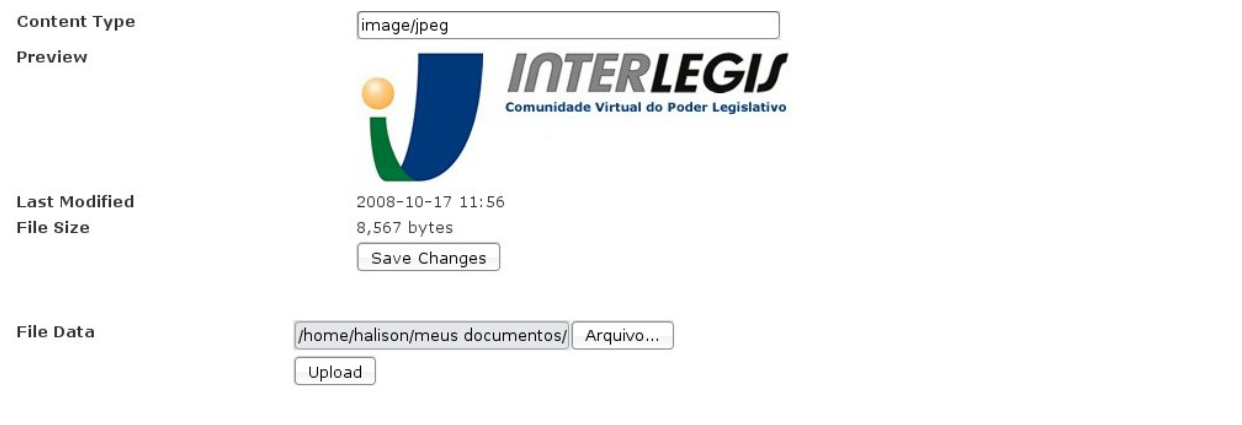 Content Type image/jpeg
Preview
INTERLEGIS
Comunidade Virtual do Poder Legislativo
Last Modified 2008-10-17 11:56
File Size 8,567 bytes
Save Changes
File Data /home/halison/meus documentos/ Arquivo...
Upload